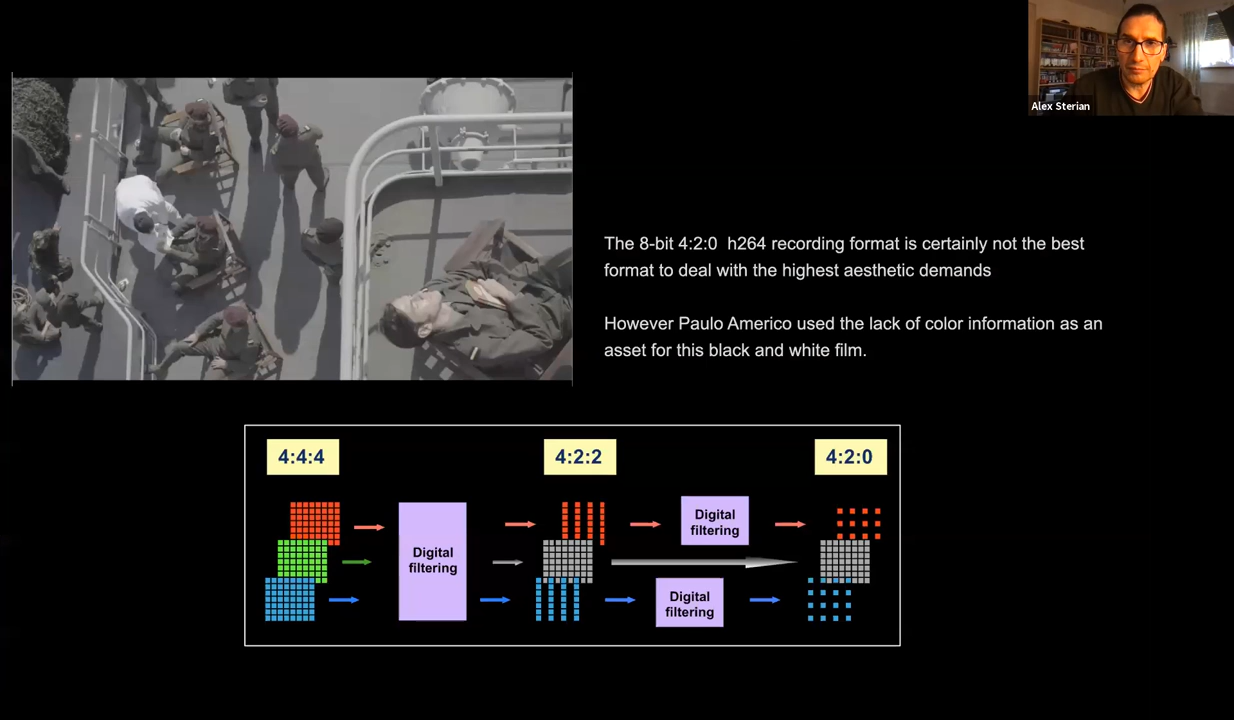 Alex Sterian
The 8-bit 4:2:0 h264 recording format is certainly not the best
format to deal with the highest aesthetic demands
However Paulo Americo used the lack of color information as an
asset for this black and white film.
4:4:4
4:2:2
4:2:0
Digital
filtering
Digital
filtering
Digital
filtering